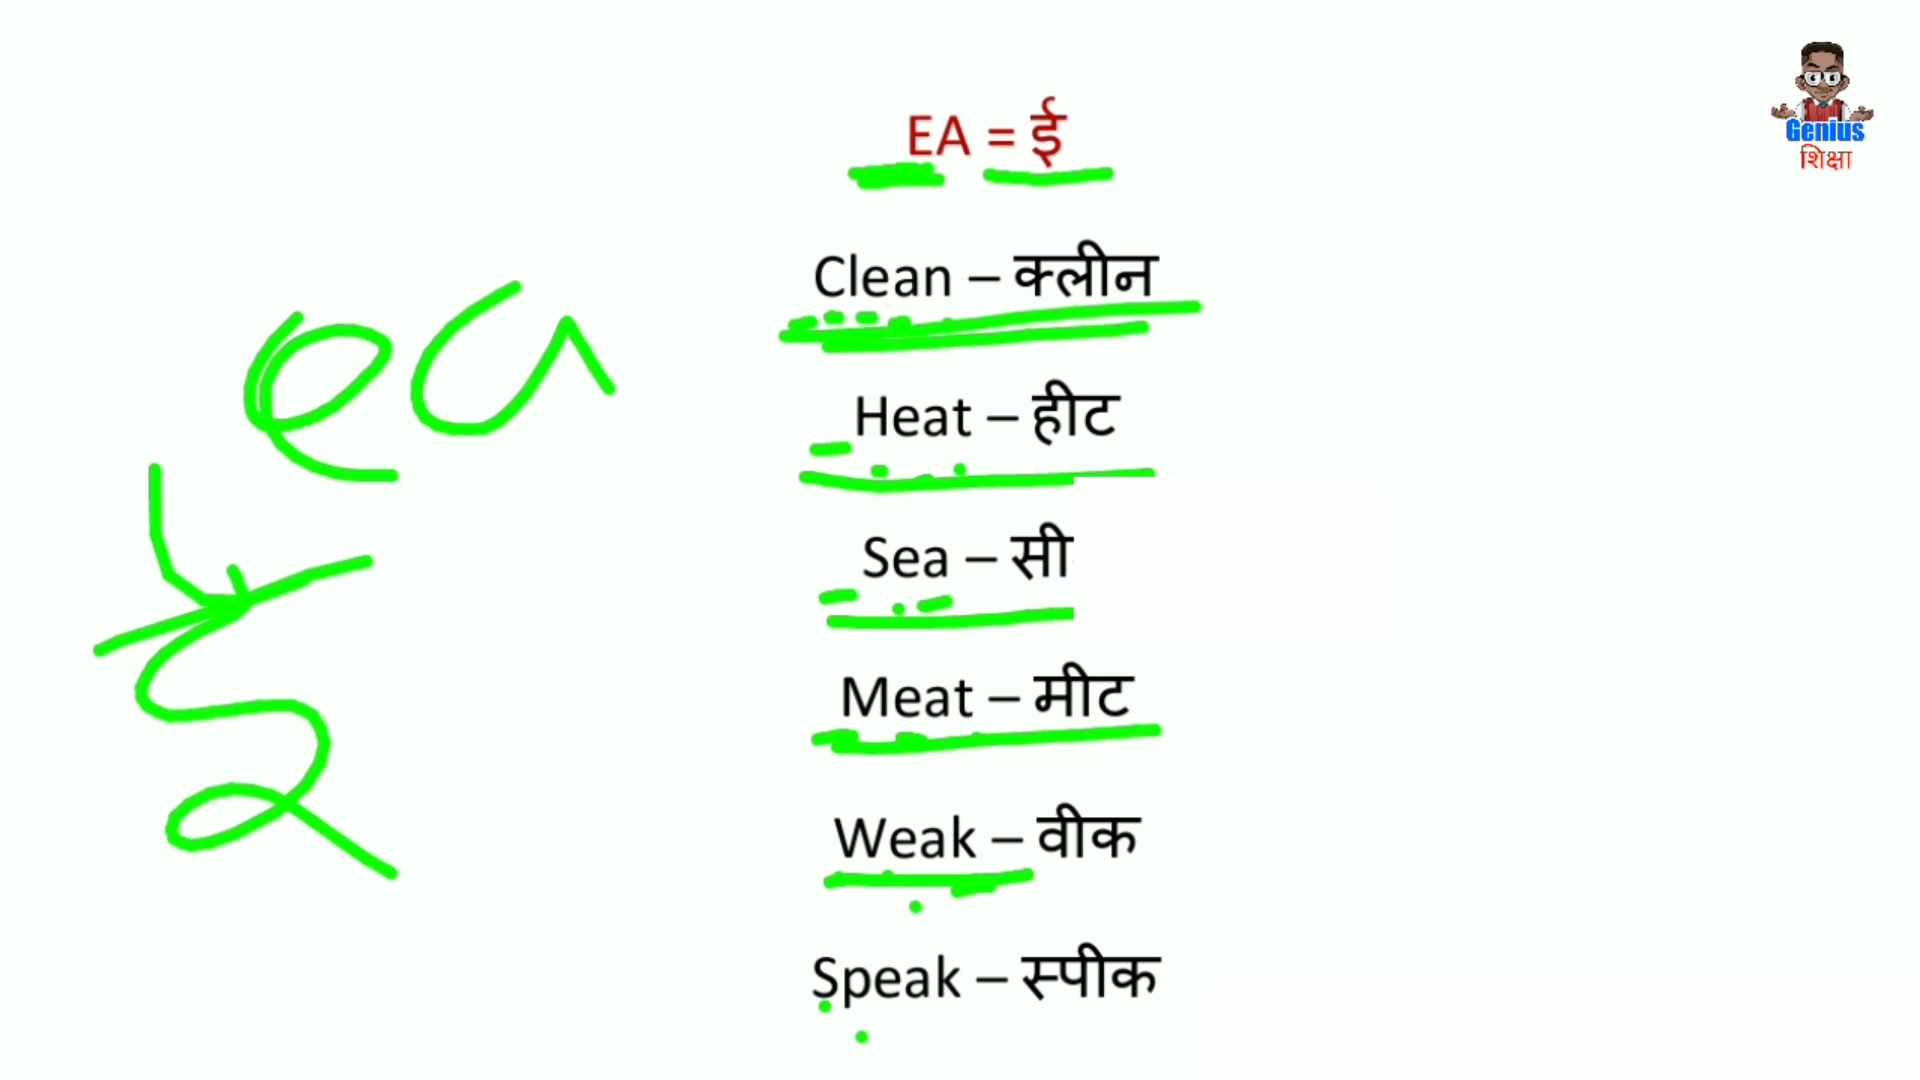 EA = ई
Clean – क्लीन
Heat – हीट
Sea – सी
Meat – मीट
Weak – वीक
Speak – स्पीक
ea
ई
Genius
शिक्षा